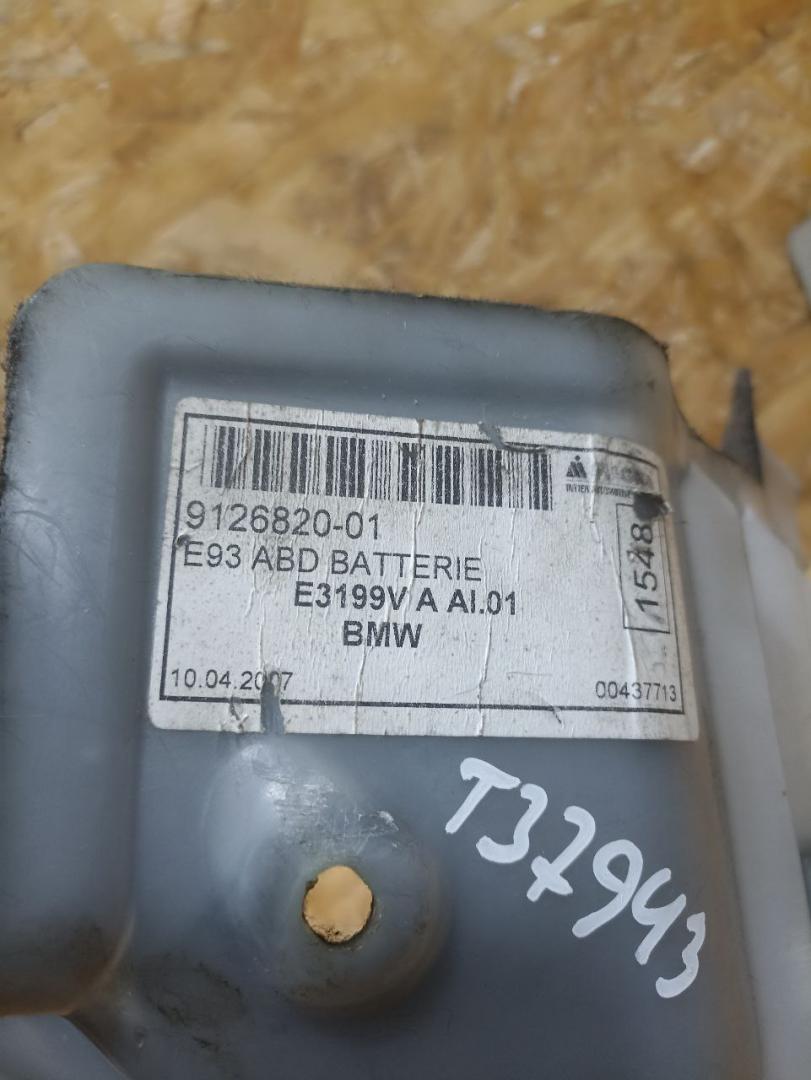 9126820-01
E93 ABD BATTERIE
E3199V A AI.01
BMW
1548
10.04.2007
00437713
T37943